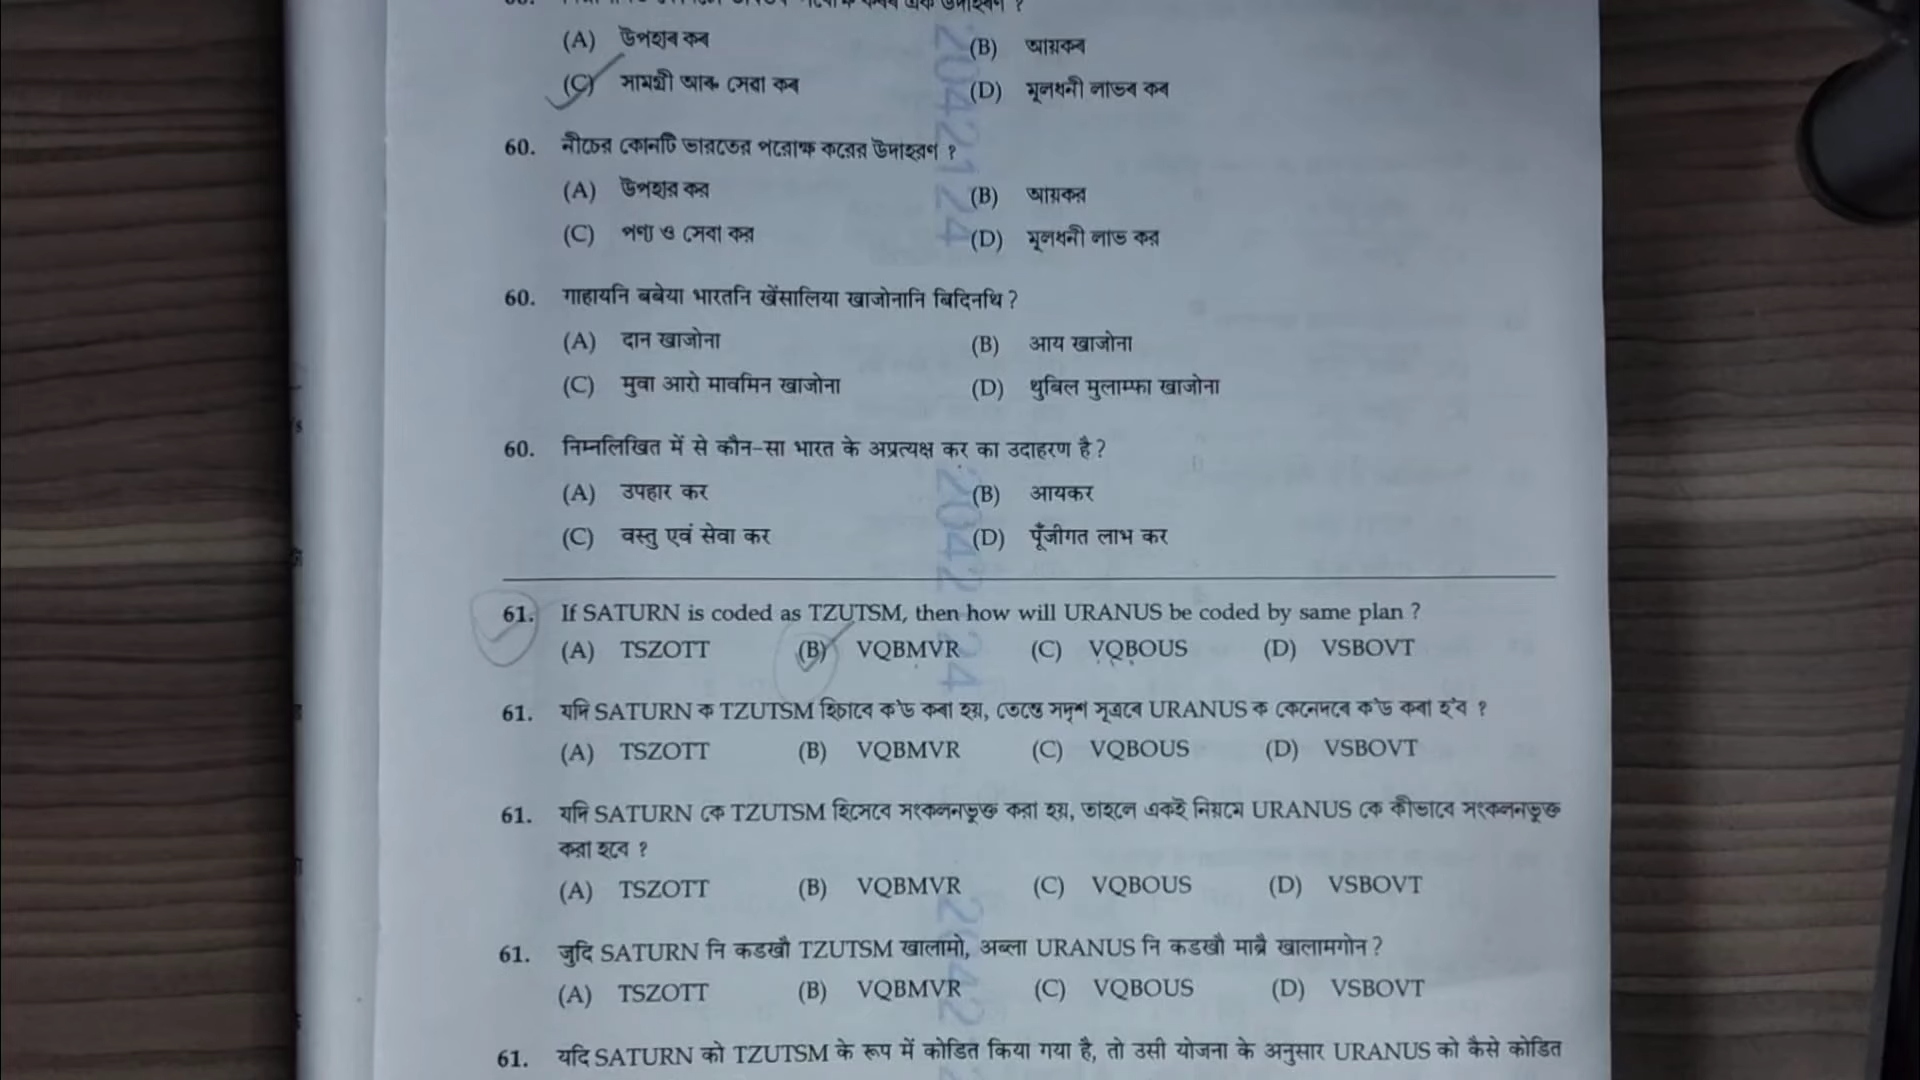 (A) উপহাৰ কৰ (B) আয়কৰ
(C) সামগ্ৰী আৰু সেৱা কৰ (D) মূলধনী লাভৰ কৰ
60. নীচের কোনটি ভারতের পরোক্ষ করের উদাহরণ ?
(A) উপহার কর (B) আয়কর
(C) পণ্য ও সেবা কর (D) মূলধনী লাভ কর
60. गाहायनि बबेया भारतनि खेंसालिया खाजोनानि बिदिनथि ?
(A) दान खाजोना (B) आय खाजोना
(C) मुवा आरो मावमिन खाजोना (D) थुबिल मुलाम्फा खाजोना
60. निम्नलिखित में से कौन-सा भारत के अप्रत्यक्ष कर का उदाहरण है ?
(A) उपहार कर (B) आयकर
(C) वस्तु एवं सेवा कर (D) पूँजीगत लाभ कर
61. If SATURN is coded as TZUTSM, then how will URANUS be coded by same plan ?
(A) TSZOTT (B) VQBMVR (C) VQBOUS (D) VSBOVT
61. যদি SATURN ক TZUTSM হিচাবে ক'ড কৰা হয়, তেন্তে সদৃশ সূত্ৰৰে URANUS ক কেনেদৰে ক'ড কৰা হ'ব ?
(A) TSZOTT (B) VQBMVR (C) VQBOUS (D) VSBOVT
61. যদি SATURN কে TZUTSM হিসেবে সংকলনভূক্ত করা হয়, তাহলে একই নিয়মে URANUS কে কীভাবে সংকলনভূক্ত
করা হবে ?
(A) TSZOTT (B) VQBMVR (C) VQBOUS (D) VSBOVT
61. जुदि SATURN नि कडखौ TZUTSM खालामो, अब्ला URANUS नि कडखौ माब्रै खालामगोन ?
(A) TSZOTT (B) VQBMVR (C) VQBOUS (D) VSBOVT
61. यदि SATURN को TZUTSM के रूप में कोडित किया गया है, तो उसी योजना के अनुसार URANUS को कैसे कोडित